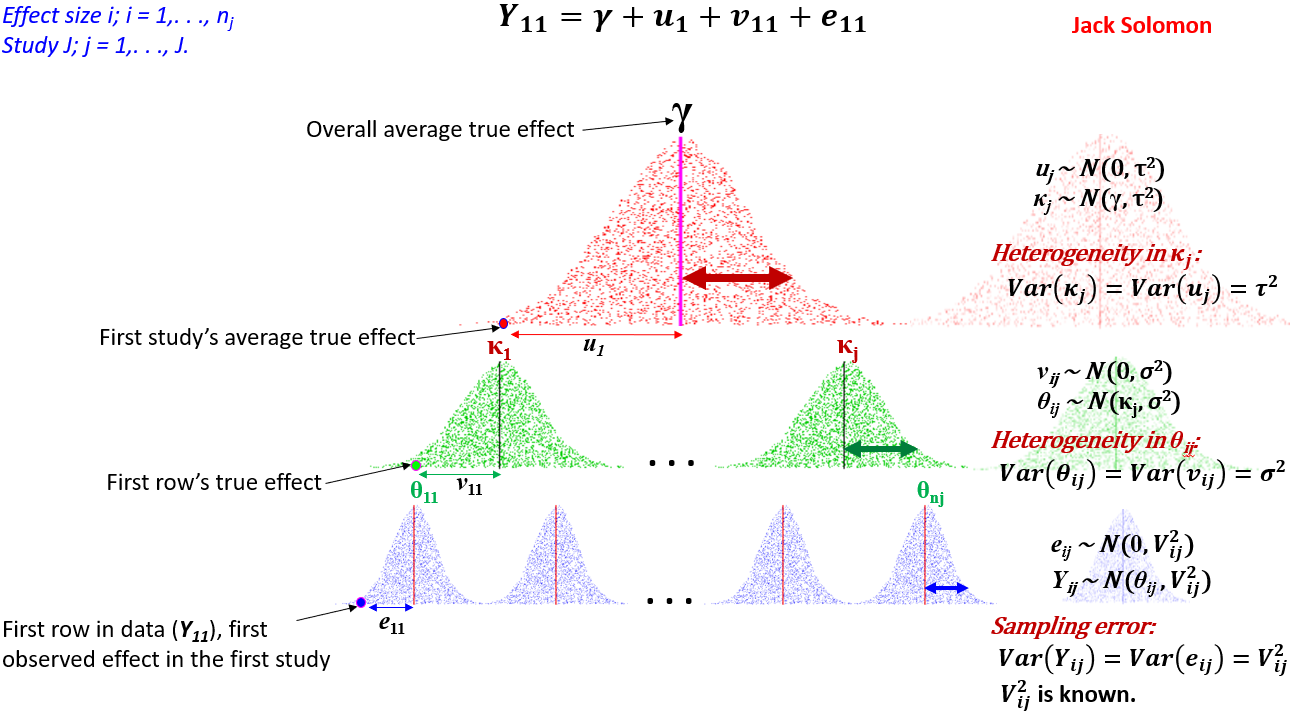 Effect size i; i = 1,. . ., nⱼ
Study J; j = 1,. . ., J.
Y₁₁ = γ + u₁ + v₁₁ + e₁₁
Jack Solomon
γ
Overall average true effect
uⱼ ~ N(0, τ²)
κⱼ ~ N(γ, τ²)
Heterogeneity in κⱼ:
Var(κⱼ) = Var(uⱼ) = τ²
First study's average true effect
κ₁
u₁
κⱼ
vᵢⱼ ~ N(0, σ²)
θᵢⱼ ~ N(κⱼ, σ²)
Heterogeneity in θᵢⱼ:
Var(θᵢⱼ) = Var(vᵢⱼ) = σ²
First row's true effect
. . .
θ₁₁
v₁₁
θₙⱼ
eᵢⱼ ~ N(0, V²ᵢⱼ)
Yᵢⱼ ~ N(θᵢⱼ, V²ᵢⱼ)
. . .
e₁₁
First row in data (Y₁₁), first
observed effect in the first study
Sampling error:
Var(Yᵢⱼ) = Var(eᵢⱼ) = V²ᵢⱼ
V²ᵢⱼ is known.